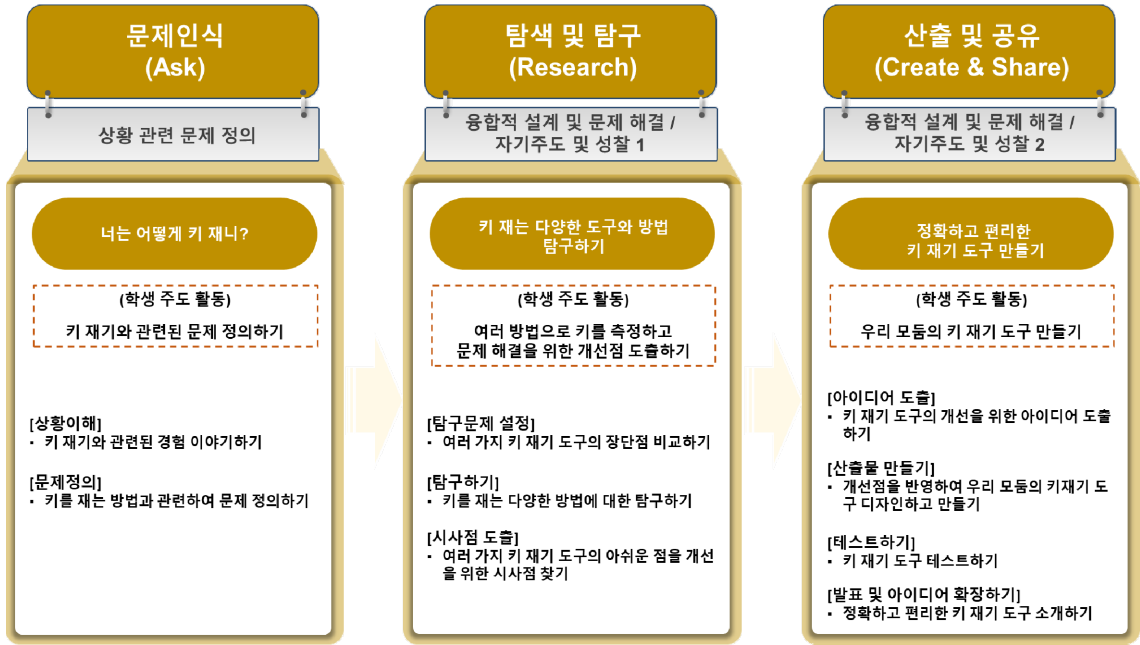 문제인식
(Ask)
상황 관련 문제 정의
너는 어떻게 키 재니?
(학생 주도 활동)
키 재기와 관련된 문제 정의하기
[상황이해]
▪ 키 재기와 관련된 경험 이야기하기
[문제정의]
▪ 키를 재는 방법과 관련하여 문제 정의하기
탐색 및 탐구
(Research)
융합적 설계 및 문제 해결 /
자기주도 및 성찰 1
키 재는 다양한 도구와 방법
탐구하기
(학생 주도 활동)
여러 방법으로 키를 측정하고
문제 해결을 위한 개선점 도출하기
[탐구문제 설정]
▪ 여러 가지 키 재기 도구의 장단점 비교하기
[탐구하기]
▪ 키를 재는 다양한 방법에 대한 탐구하기
[시사점 도출]
▪ 여러 가지 키 재기 도구의 아쉬운 점을 개선
을 위한 시사점 찾기
산출 및 공유
(Create & Share)
융합적 설계 및 문제 해결 /
자기주도 및 성찰 2
정확하고 편리한
키 재기 도구 만들기
(학생 주도 활동)
우리 모둠의 키 재기 도구 만들기
[아이디어 도출]
▪ 키 재기 도구의 개선을 위한 아이디어 도출
하기
[산출물 만들기]
▪ 개선점을 반영하여 우리 모둠의 키재기 도
구 디자인하고 만들기
[테스트하기]
▪ 키 재기 도구 테스트하기
[발표 및 아이디어 확장하기]
▪ 정확하고 편리한 키 재기 도구 소개하기